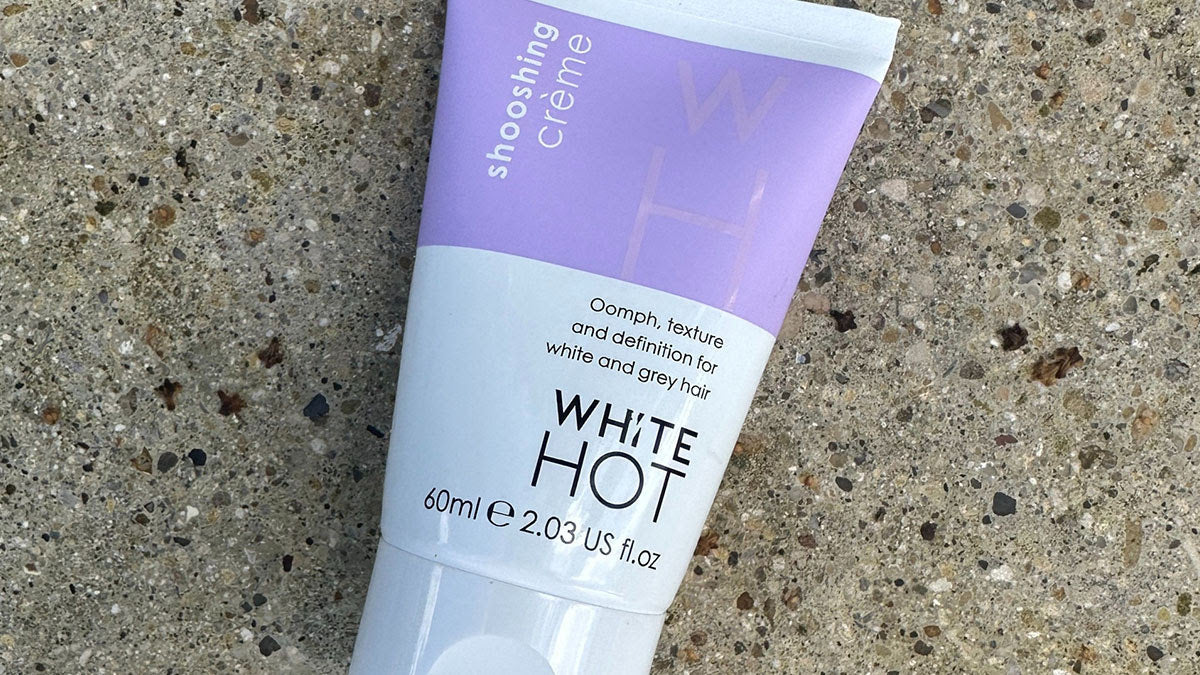 shooshing
crème
W
H
Oomph, texture
and definition for
white and grey hair
WHITE
HOT
60ml ℮ 2.03 US fl.oz